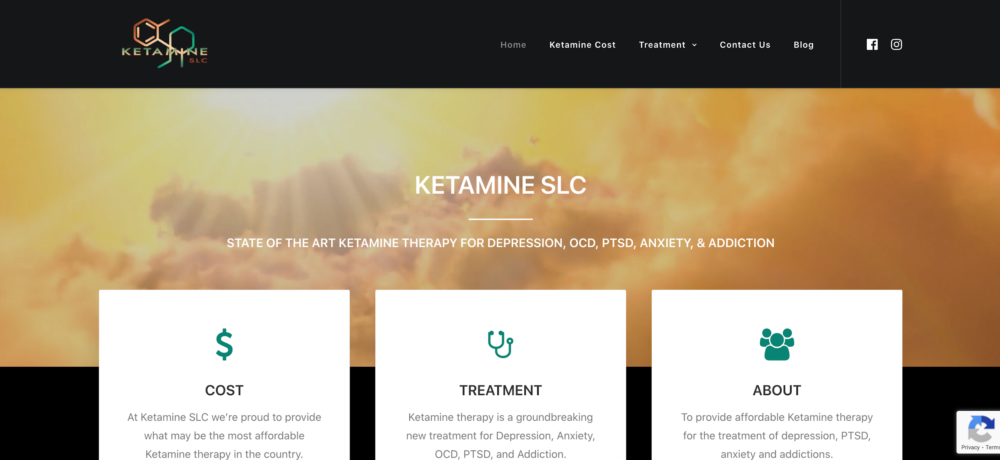 KETAMINE
SLC
Home
Ketamine Cost
Treatment
Contact Us
Blog
KETAMINE SLC
STATE OF THE ART KETAMINE THERAPY FOR DEPRESSION, OCD, PTSD, ANXIETY, & ADDICTION
COST
At Ketamine SLC we’re proud to provide
what may be the most affordable
Ketamine therapy in the country.
TREATMENT
Ketamine therapy is a groundbreaking
new treatment for Depression, Anxiety,
OCD, PTSD, and Addiction.
ABOUT
To provide affordable Ketamine therapy
for the treatment of depression, PTSD,
anxiety and addictions.
Privacy - Terms